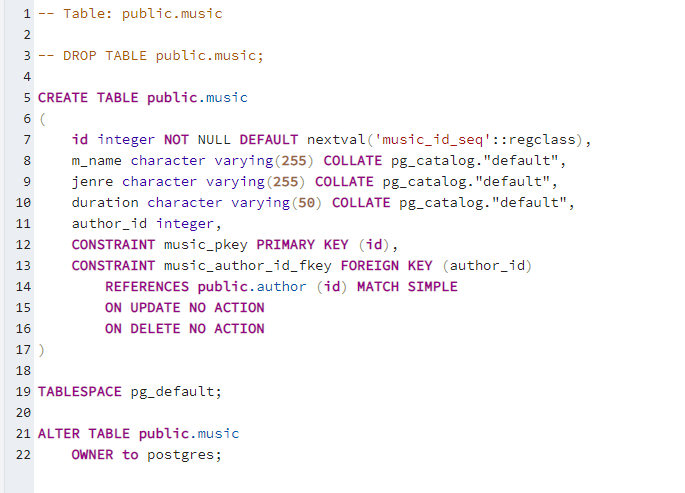 1 -- Table: public.music
2
3 -- DROP TABLE public.music;
4
5 CREATE TABLE public.music
6 (
7     id integer NOT NULL DEFAULT nextval('music_id_seq'::regclass),
8     m_name character varying(255) COLLATE pg_catalog."default",
9     jenre character varying(255) COLLATE pg_catalog."default",
10     duration character varying(50) COLLATE pg_catalog."default",
11     author_id integer,
12     CONSTRAINT music_pkey PRIMARY KEY (id),
13     CONSTRAINT music_author_id_fkey FOREIGN KEY (author_id)
14         REFERENCES public.author (id) MATCH SIMPLE
15         ON UPDATE NO ACTION
16         ON DELETE NO ACTION
17 )
18
19 TABLESPACE pg_default;
20
21 ALTER TABLE public.music
22     OWNER to postgres;